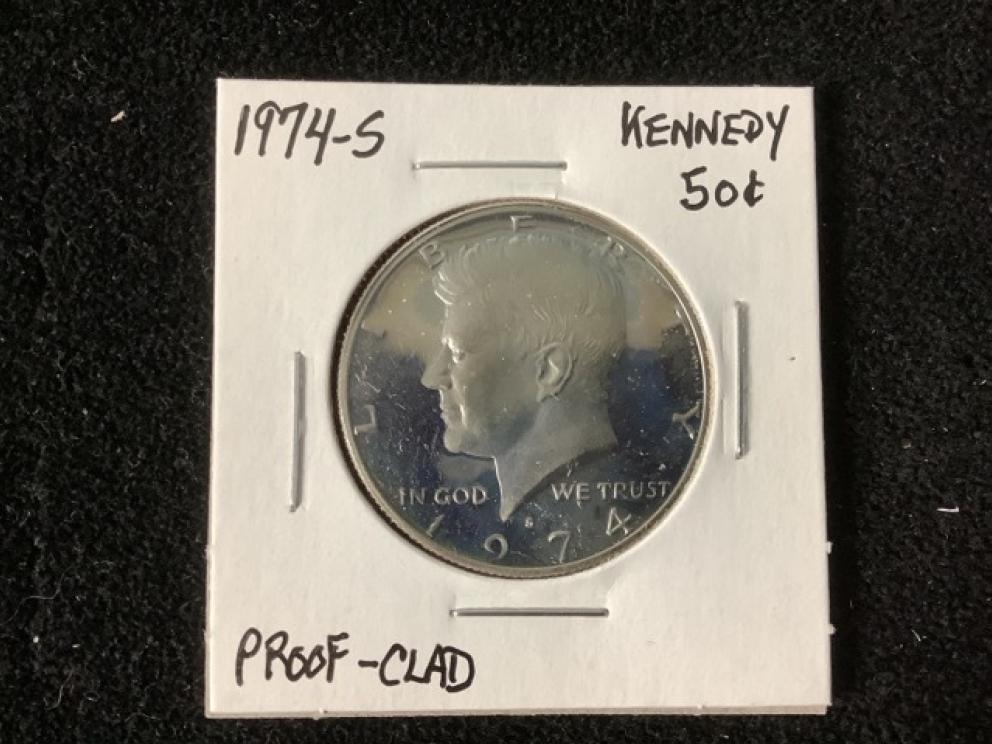 1974-S
KENNEDY
50¢
LIBERTY
IN GOD WE TRUST
S
1974
PROOF-CLAD